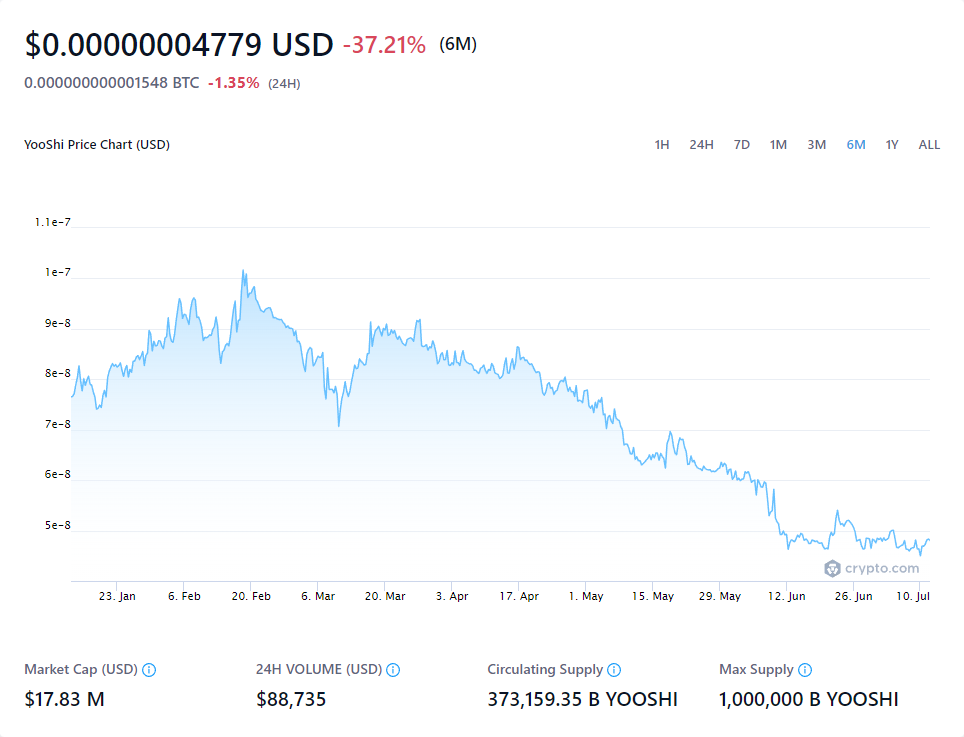 $0.00000004779 USD -37.21% (6M)
0.000000000001548 BTC -1.35% (24H)
YooShi Price Chart (USD) 1H 24H 7D 1M 3M 6M 1Y ALL
1.1e-7
1e-7
9e-8
8e-8
7e-8
6e-8
5e-8
crypto.com
23. Jan 6. Feb 20. Feb 6. Mar 20. Mar 3. Apr 17. Apr 1. May 15. May 29. May 12. Jun 26. Jun 10. Jul
Market Cap (USD) 24H VOLUME (USD) Circulating Supply Max Supply
$17.83 M $88,735 373,159.35 B YOOSHI 1,000,000 B YOOSHI